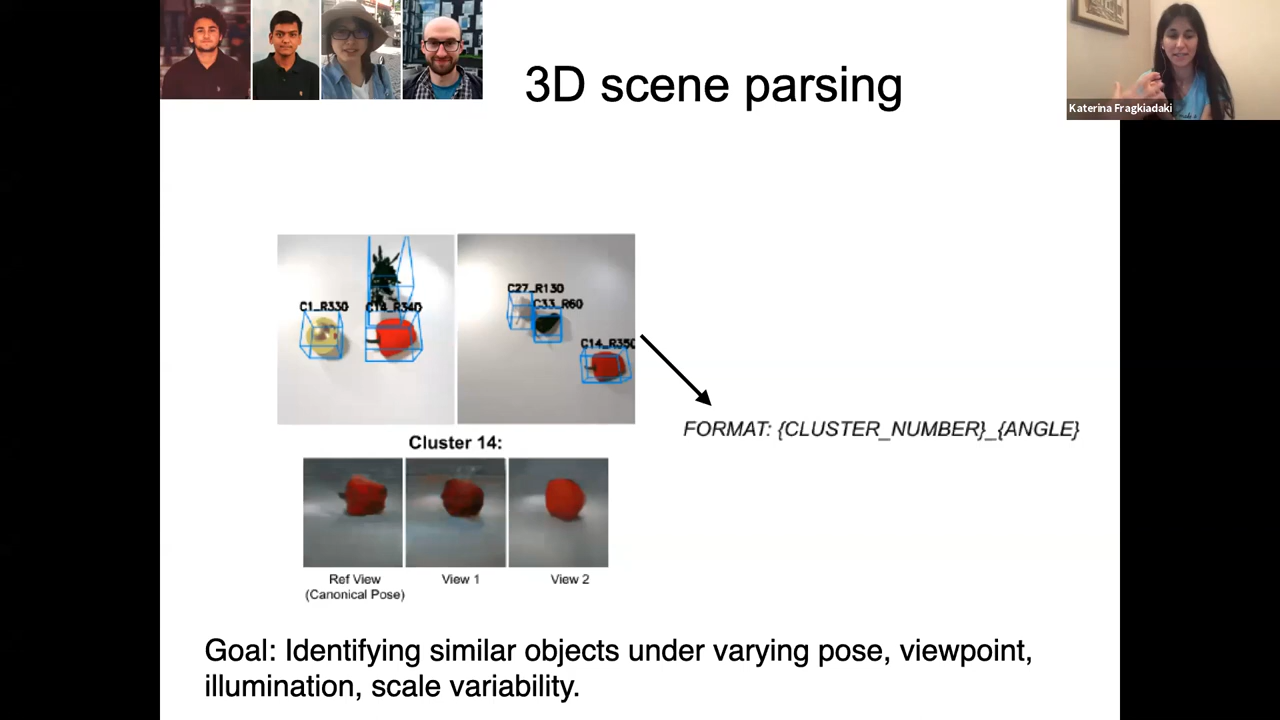 3D scene parsing
Katerina Fragkiadaki
C1_R330
C14_R340
C27_R130
C33_R60
C14_R350
FORMAT: {CLUSTER_NUMBER}_{ANGLE}
Cluster 14:
Ref View
(Canonical Pose)
View 1
View 2
Goal: Identifying similar objects under varying pose, viewpoint,
illumination, scale variability.